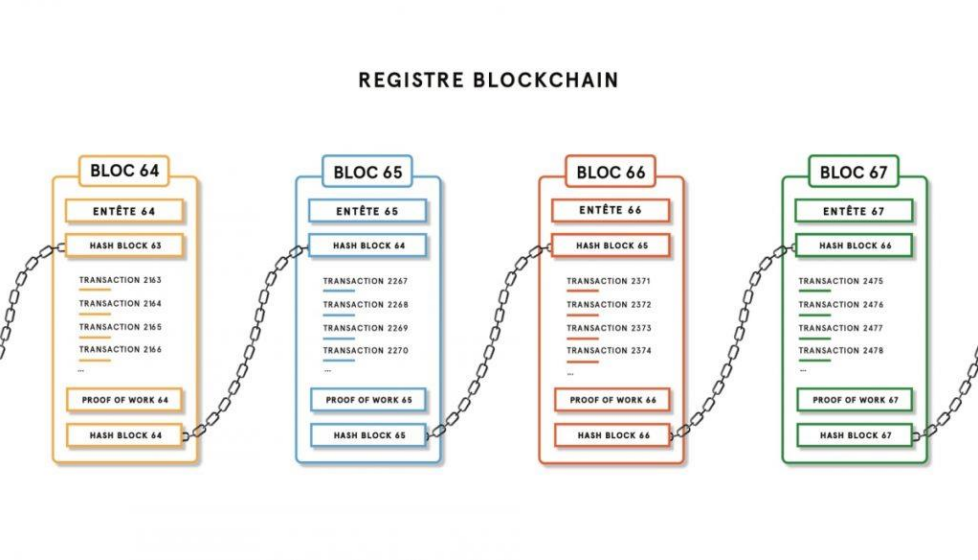 REGISTRE BLOCKCHAIN
BLOC 64
ENTÊTE 64
HASH BLOCK 63
TRANSACTION 2163
TRANSACTION 2164
TRANSACTION 2165
TRANSACTION 2166
...
PROOF OF WORK 64
HASH BLOCK 64
BLOC 65
ENTÊTE 65
HASH BLOCK 64
TRANSACTION 2267
TRANSACTION 2268
TRANSACTION 2269
TRANSACTION 2270
...
PROOF OF WORK 65
HASH BLOCK 65
BLOC 66
ENTÊTE 66
HASH BLOCK 65
TRANSACTION 2371
TRANSACTION 2372
TRANSACTION 2373
TRANSACTION 2374
...
PROOF OF WORK 66
HASH BLOCK 66
BLOC 67
ENTÊTE 67
HASH BLOCK 66
TRANSACTION 2475
TRANSACTION 2476
TRANSACTION 2477
TRANSACTION 2478
...
PROOF OF WORK 67
HASH BLOCK 67